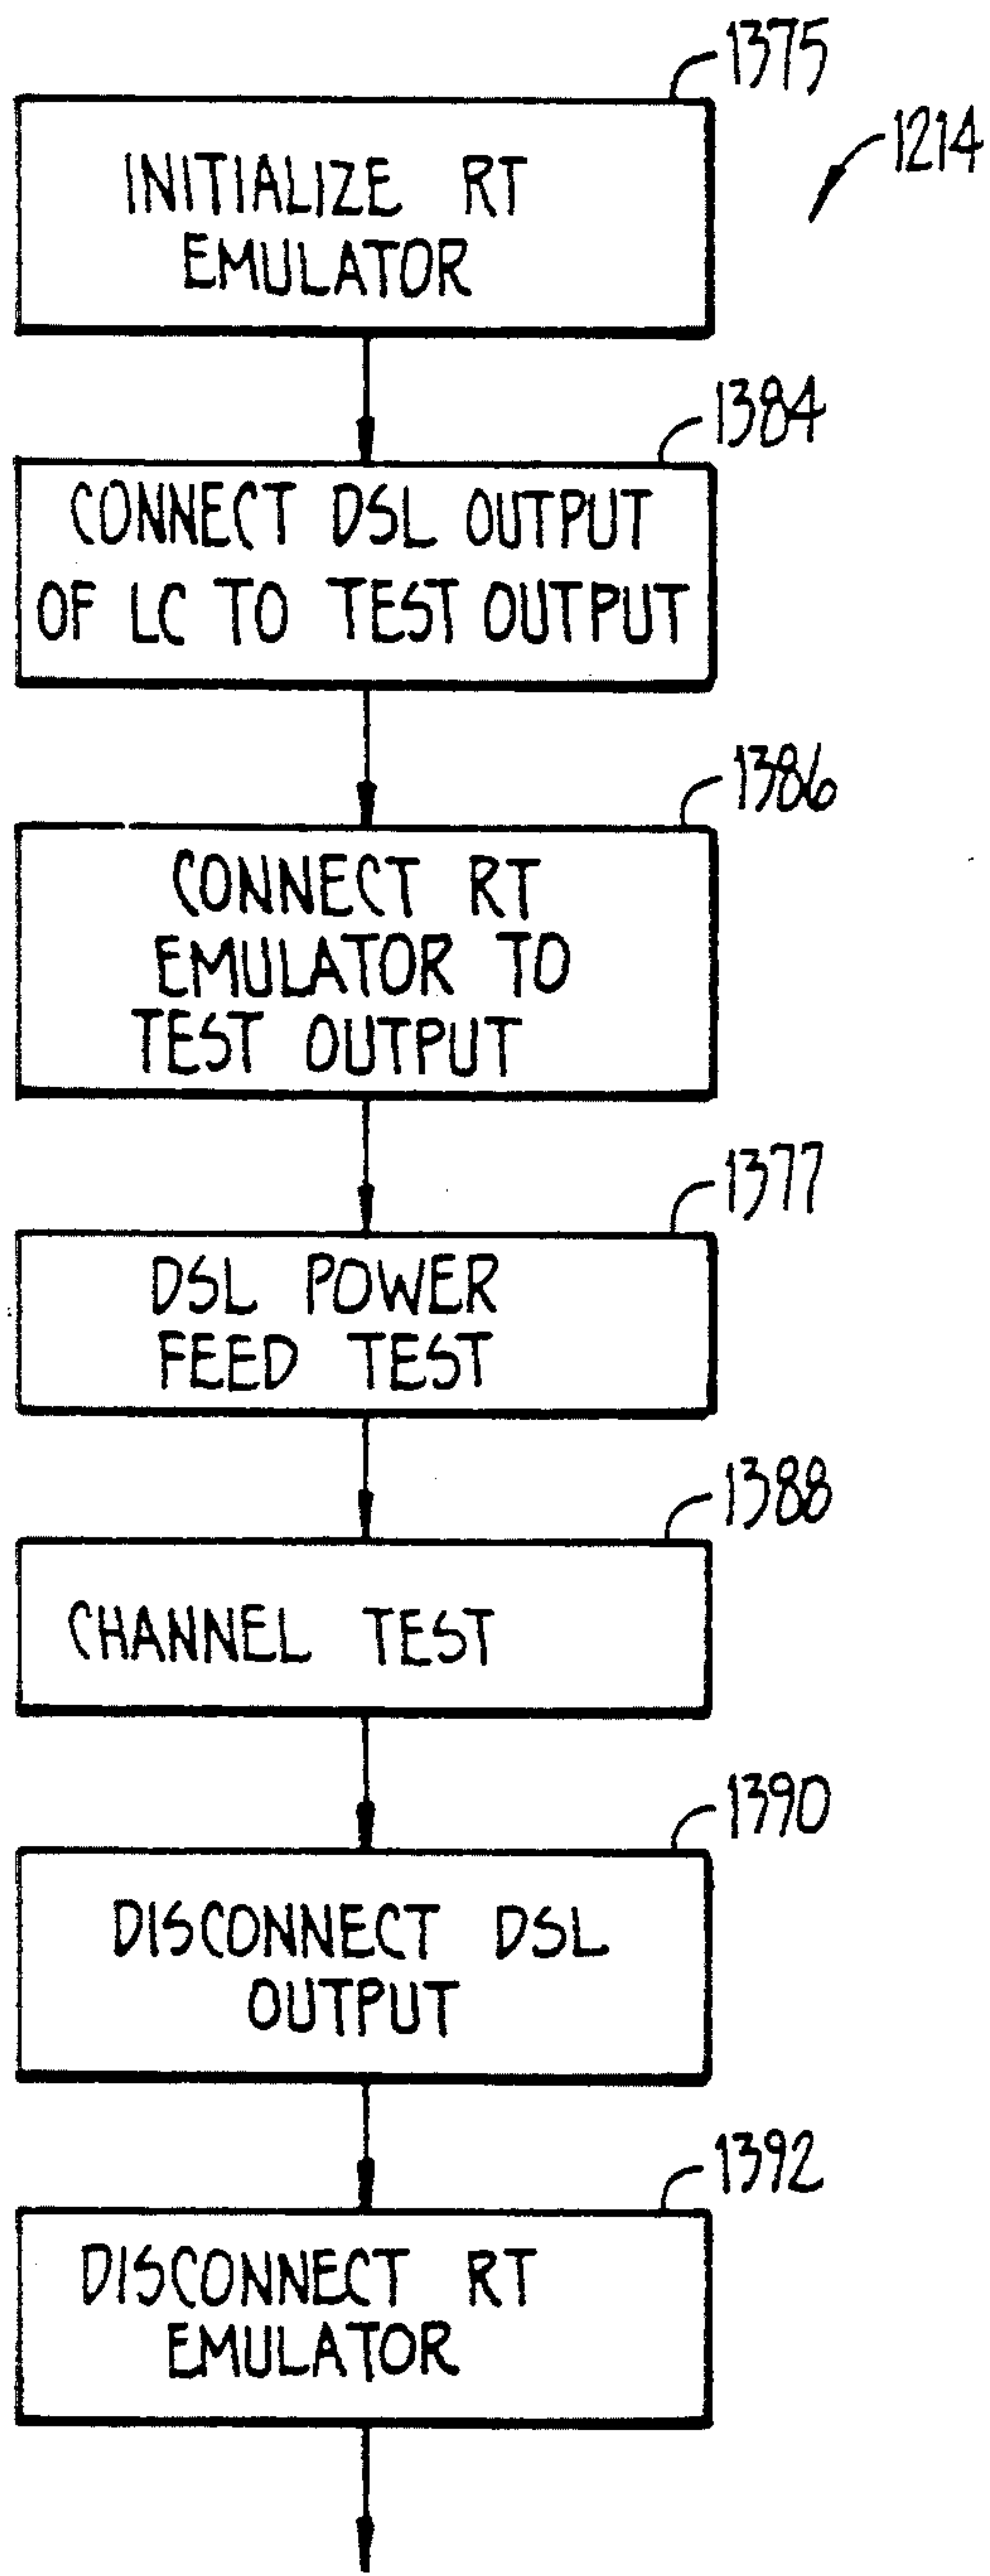 1375
1214
INITIALIZE RT
EMULATOR
1384
CONNECT DSL OUTPUT
OF LC TO TEST OUTPUT
1386
CONNECT RT
EMULATOR TO
TEST OUTPUT
1377
DSL POWER
FEED TEST
1388
CHANNEL TEST
1390
DISCONNECT DSL
OUTPUT
1392
DISCONNECT RT
EMULATOR